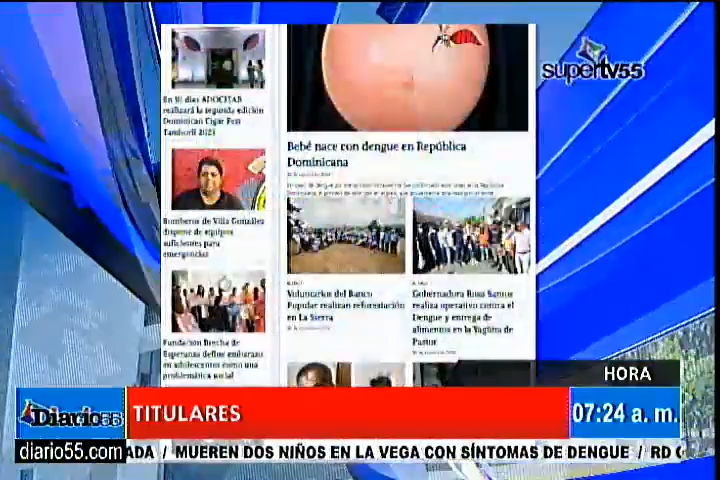 supertv55
En 10 días ADOCITAB
realizará la segunda edición
Dominican Cigar Fest
Tamboril 2023
Bebé nace con dengue en República
Dominicana
Bomberos de Villa González
dispone de equipos
suficientes para
emergencias
Voluntarios del Banco
Popular realizan reforestación
en La Sierra
Gobernadora Rosa Santos
realiza operativo contra el
Dengue y entrega de
alimentos en la Yagüita de
Pastor
Fundación Brecha de
Esperanza define embarazo
en adolescentes como una
problemática social
HORA
Diario55
TITULARES
07:24 a. m.
diario55.com
ADA / MUEREN DOS NIÑOS EN LA VEGA CON SÍNTOMAS DE DENGUE / RD